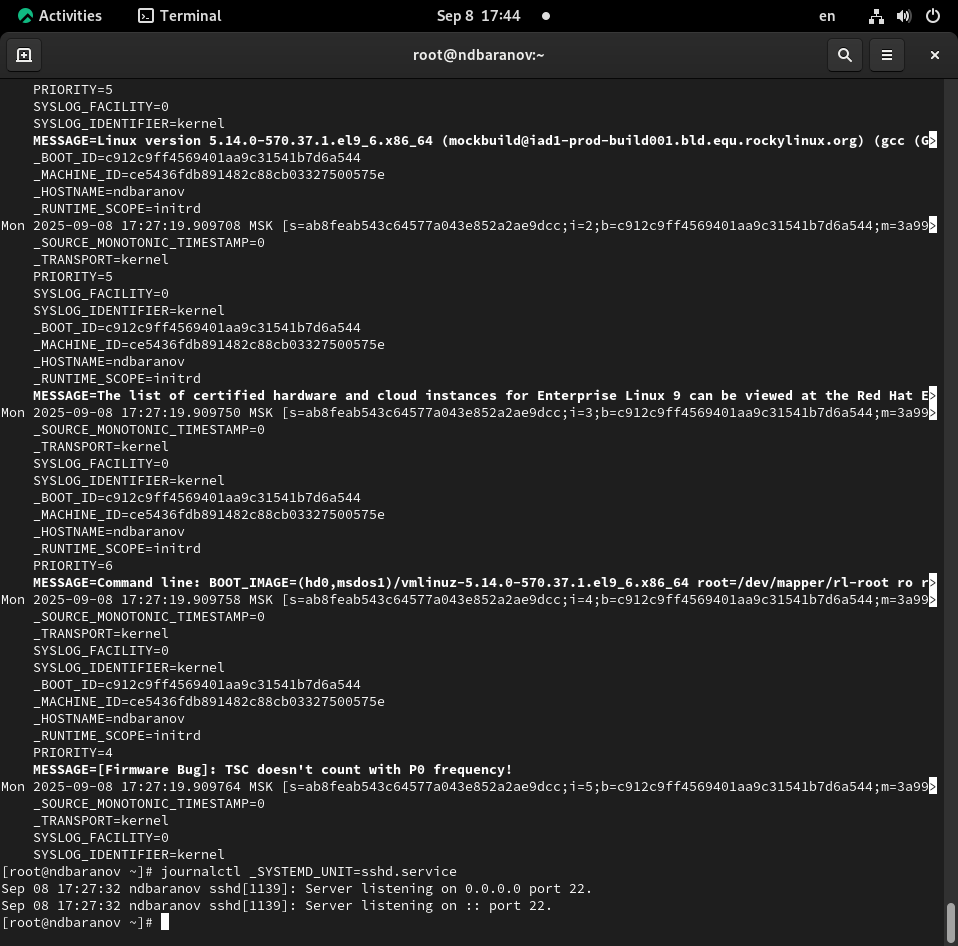 Activities Terminal Sep 8 17:44 en
root@ndbaranov:~
PRIORITY=5
SYSLOG_FACILITY=0
SYSLOG_IDENTIFIER=kernel
MESSAGE=Linux version 5.14.0-570.37.1.el9_6.x86_64 (mockbuild@iad1-prod-build001.bld.equ.rockylinux.org) (gcc (G>
_BOOT_ID=c912c9ff4569401aa9c31541b7d6a544
_MACHINE_ID=ce5436fdb891482c88cb03327500575e
_HOSTNAME=ndbaranov
_RUNTIME_SCOPE=initrd
Mon 2025-09-08 17:27:19.909708 MSK [s=ab8feab543c64577a043e852a2ae9dcc;i=2;b=c912c9ff4569401aa9c31541b7d6a544;m=3a99>
_SOURCE_MONOTONIC_TIMESTAMP=0
_TRANSPORT=kernel
PRIORITY=5
SYSLOG_FACILITY=0
SYSLOG_IDENTIFIER=kernel
_BOOT_ID=c912c9ff4569401aa9c31541b7d6a544
_MACHINE_ID=ce5436fdb891482c88cb03327500575e
_HOSTNAME=ndbaranov
_RUNTIME_SCOPE=initrd
MESSAGE=The list of certified hardware and cloud instances for Enterprise Linux 9 can be viewed at the Red Hat E>
Mon 2025-09-08 17:27:19.909750 MSK [s=ab8feab543c64577a043e852a2ae9dcc;i=3;b=c912c9ff4569401aa9c31541b7d6a544;m=3a99>
_SOURCE_MONOTONIC_TIMESTAMP=0
_TRANSPORT=kernel
SYSLOG_FACILITY=0
SYSLOG_IDENTIFIER=kernel
_BOOT_ID=c912c9ff4569401aa9c31541b7d6a544
_MACHINE_ID=ce5436fdb891482c88cb03327500575e
_HOSTNAME=ndbaranov
_RUNTIME_SCOPE=initrd
PRIORITY=6
MESSAGE=Command line: BOOT_IMAGE=(hd0,msdos1)/vmlinuz-5.14.0-570.37.1.el9_6.x86_64 root=/dev/mapper/rl-root ro r>
Mon 2025-09-08 17:27:19.909758 MSK [s=ab8feab543c64577a043e852a2ae9dcc;i=4;b=c912c9ff4569401aa9c31541b7d6a544;m=3a99>
_SOURCE_MONOTONIC_TIMESTAMP=0
_TRANSPORT=kernel
SYSLOG_FACILITY=0
SYSLOG_IDENTIFIER=kernel
_BOOT_ID=c912c9ff4569401aa9c31541b7d6a544
_MACHINE_ID=ce5436fdb891482c88cb03327500575e
_HOSTNAME=ndbaranov
_RUNTIME_SCOPE=initrd
PRIORITY=4
MESSAGE=[Firmware Bug]: TSC doesn't count with P0 frequency!
Mon 2025-09-08 17:27:19.909764 MSK [s=ab8feab543c64577a043e852a2ae9dcc;i=5;b=c912c9ff4569401aa9c31541b7d6a544;m=3a99>
_SOURCE_MONOTONIC_TIMESTAMP=0
_TRANSPORT=kernel
SYSLOG_FACILITY=0
SYSLOG_IDENTIFIER=kernel
[root@ndbaranov ~]# journalctl _SYSTEMD_UNIT=sshd.service
Sep 08 17:27:32 ndbaranov sshd[1139]: Server listening on 0.0.0.0 port 22.
Sep 08 17:27:32 ndbaranov sshd[1139]: Server listening on :: port 22.
[root@ndbaranov ~]#